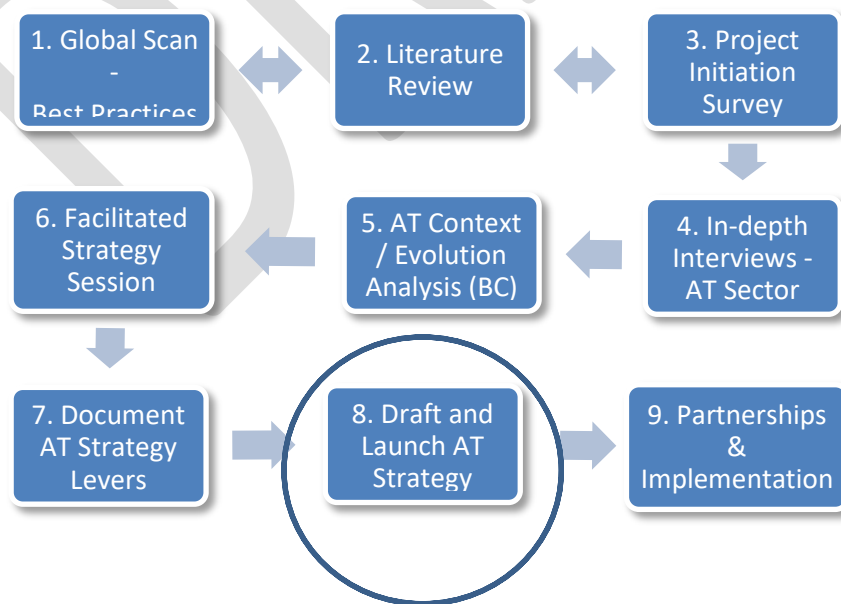 1. Global Scan
-
Best Practices
2. Literature
Review
3. Project
Initiation
Survey
6. Facilitated
Strategy
Session
5. AT Context
/ Evolution
Analysis (BC)
4. In-depth
Interviews -
AT Sector
7. Document
AT Strategy
Levers
8. Draft and
Launch AT
Strategy
9. Partnerships
&
Implementation